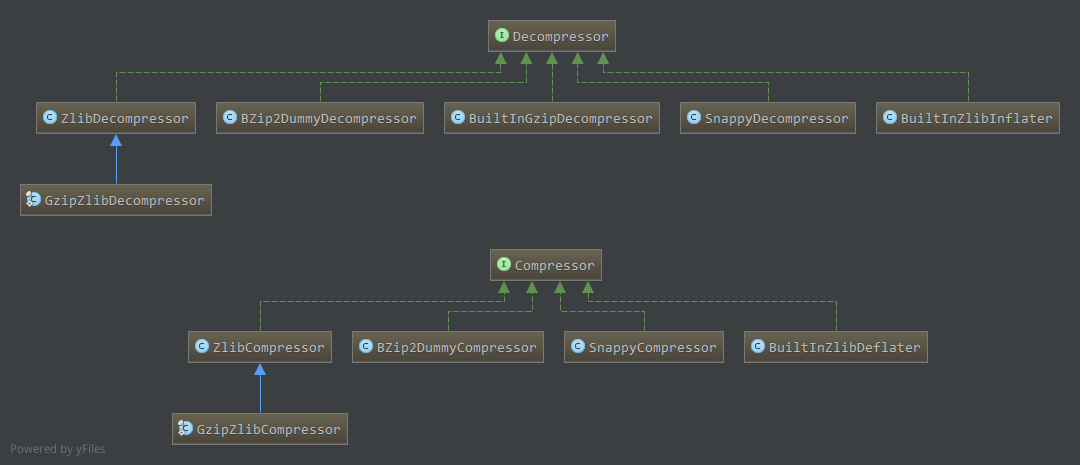 I Decompressor
C ZlibDecompressor
C BZip2DummyDecompressor
C BuiltInGzipDecompressor
C SnappyDecompressor
C BuiltInZlibInflater
C GzipZlibDecompressor
I Compressor
C ZlibCompressor
C BZip2DummyCompressor
C SnappyCompressor
C BuiltInZlibDeflater
C GzipZlibCompressor
Powered by yFiles